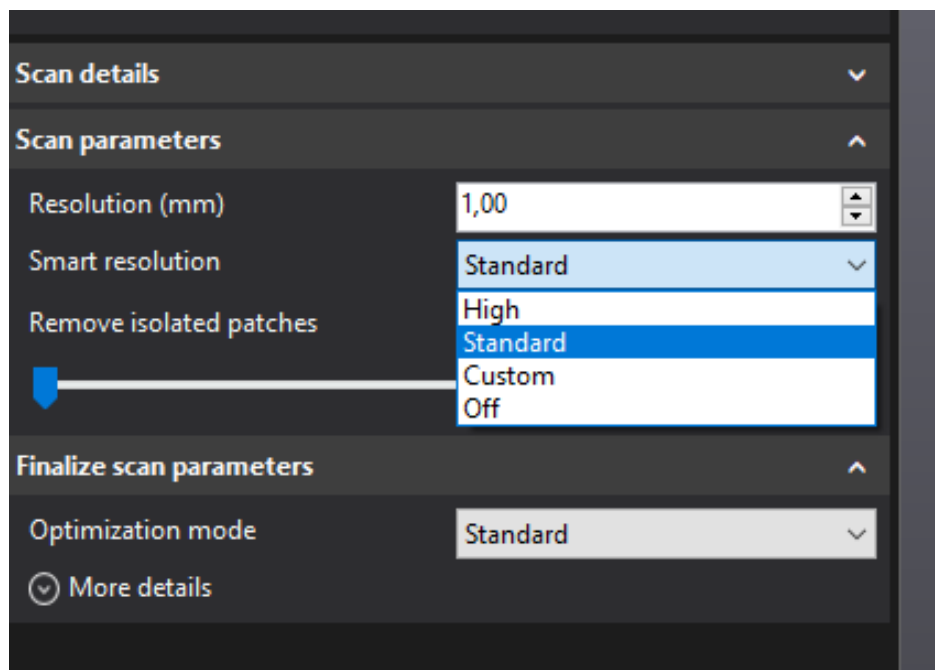 Scan details
Scan parameters
Resolution (mm) 1,00
Smart resolution Standard
High
Remove isolated patches
Standard
Custom
Off
Finalize scan parameters
Optimization mode Standard
More details